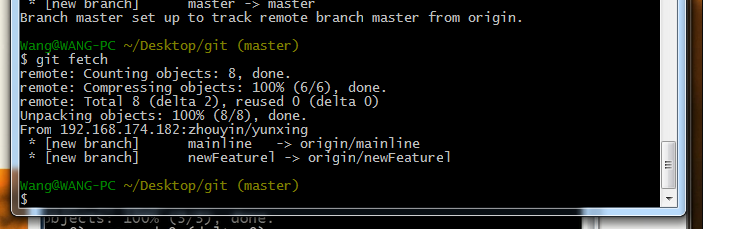 * [new branch]      master -> master
Branch master set up to track remote branch master from origin.
Wang@WANG-PC ~/Desktop/git (master)
$ git fetch
remote: Counting objects: 8, done.
remote: Compressing objects: 100% (6/6), done.
remote: Total 8 (delta 2), reused 0 (delta 0)
Unpacking objects: 100% (8/8), done.
From 192.168.174.182:zhouyin/yunxing
* [new branch]      mainline   -> origin/mainline
* [new branch]      newFeature1 -> origin/newFeature1
Wang@WANG-PC ~/Desktop/git (master)
$
objects: 100% (3/3), done.